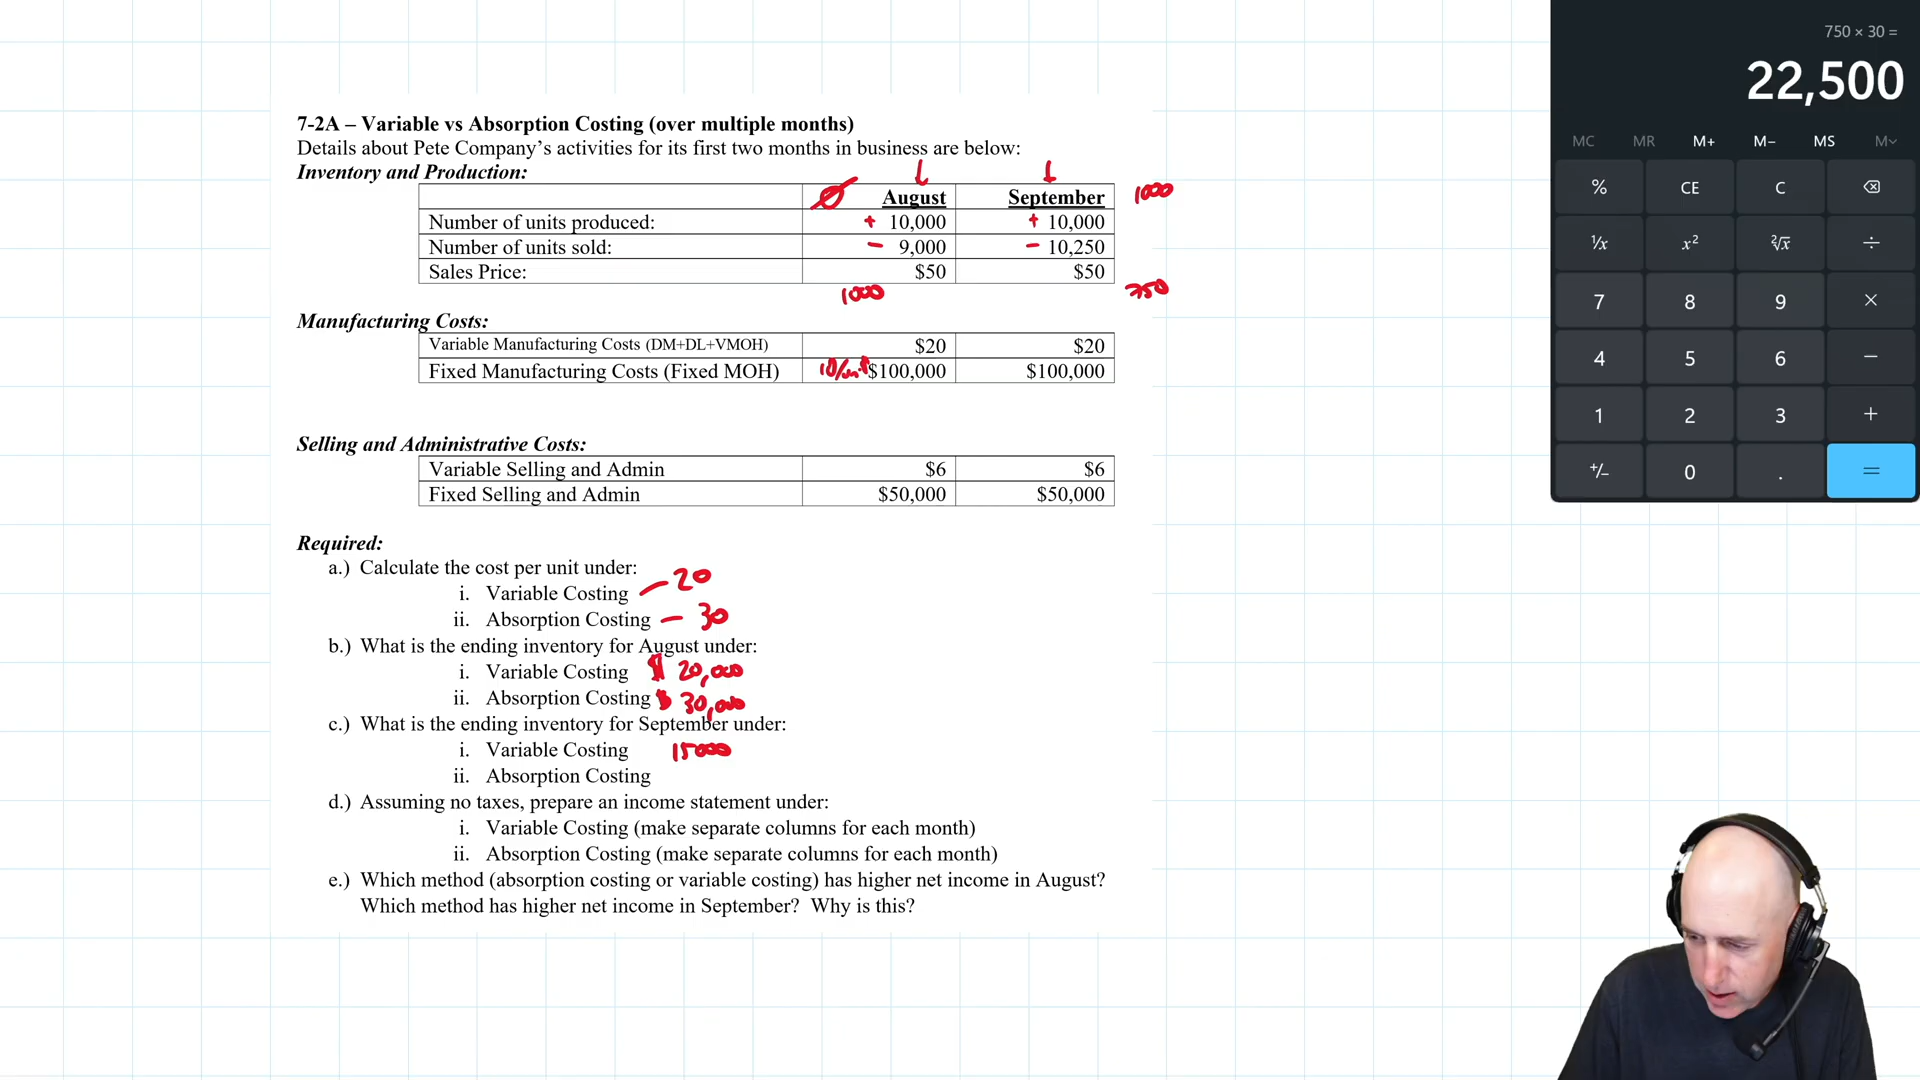 7-2A – Variable vs Absorption Costing (over multiple months)
Details about Pete Company's activities for its first two months in business are below:
Inventory and Production:
Ø August September 1000
Number of units produced: + 10,000 + 10,000
Number of units sold: − 9,000 − 10,250
Sales Price: $50 $50
1000 750
Manufacturing Costs:
Variable Manufacturing Costs (DM+DL+VMOH) $20 $20
Fixed Manufacturing Costs (Fixed MOH) 10/unit $100,000 $100,000
Selling and Administrative Costs:
Variable Selling and Admin $6 $6
Fixed Selling and Admin $50,000 $50,000
Required:
a.) Calculate the cost per unit under:
i. Variable Costing – 20
ii. Absorption Costing – 30
b.) What is the ending inventory for August under:
i. Variable Costing $ 20,000
ii. Absorption Costing $ 30,000
c.) What is the ending inventory for September under:
i. Variable Costing 15000
ii. Absorption Costing
d.) Assuming no taxes, prepare an income statement under:
i. Variable Costing (make separate columns for each month)
ii. Absorption Costing (make separate columns for each month)
e.) Which method (absorption costing or variable costing) has higher net income in August?
Which method has higher net income in September? Why is this?
750 × 30 =
22,500
MC MR M+ M− MS M˅
% CE C ⌫
¹/x x² ²√x ÷
7 8 9 ×
4 5 6 −
1 2 3 +
+/− 0 . =